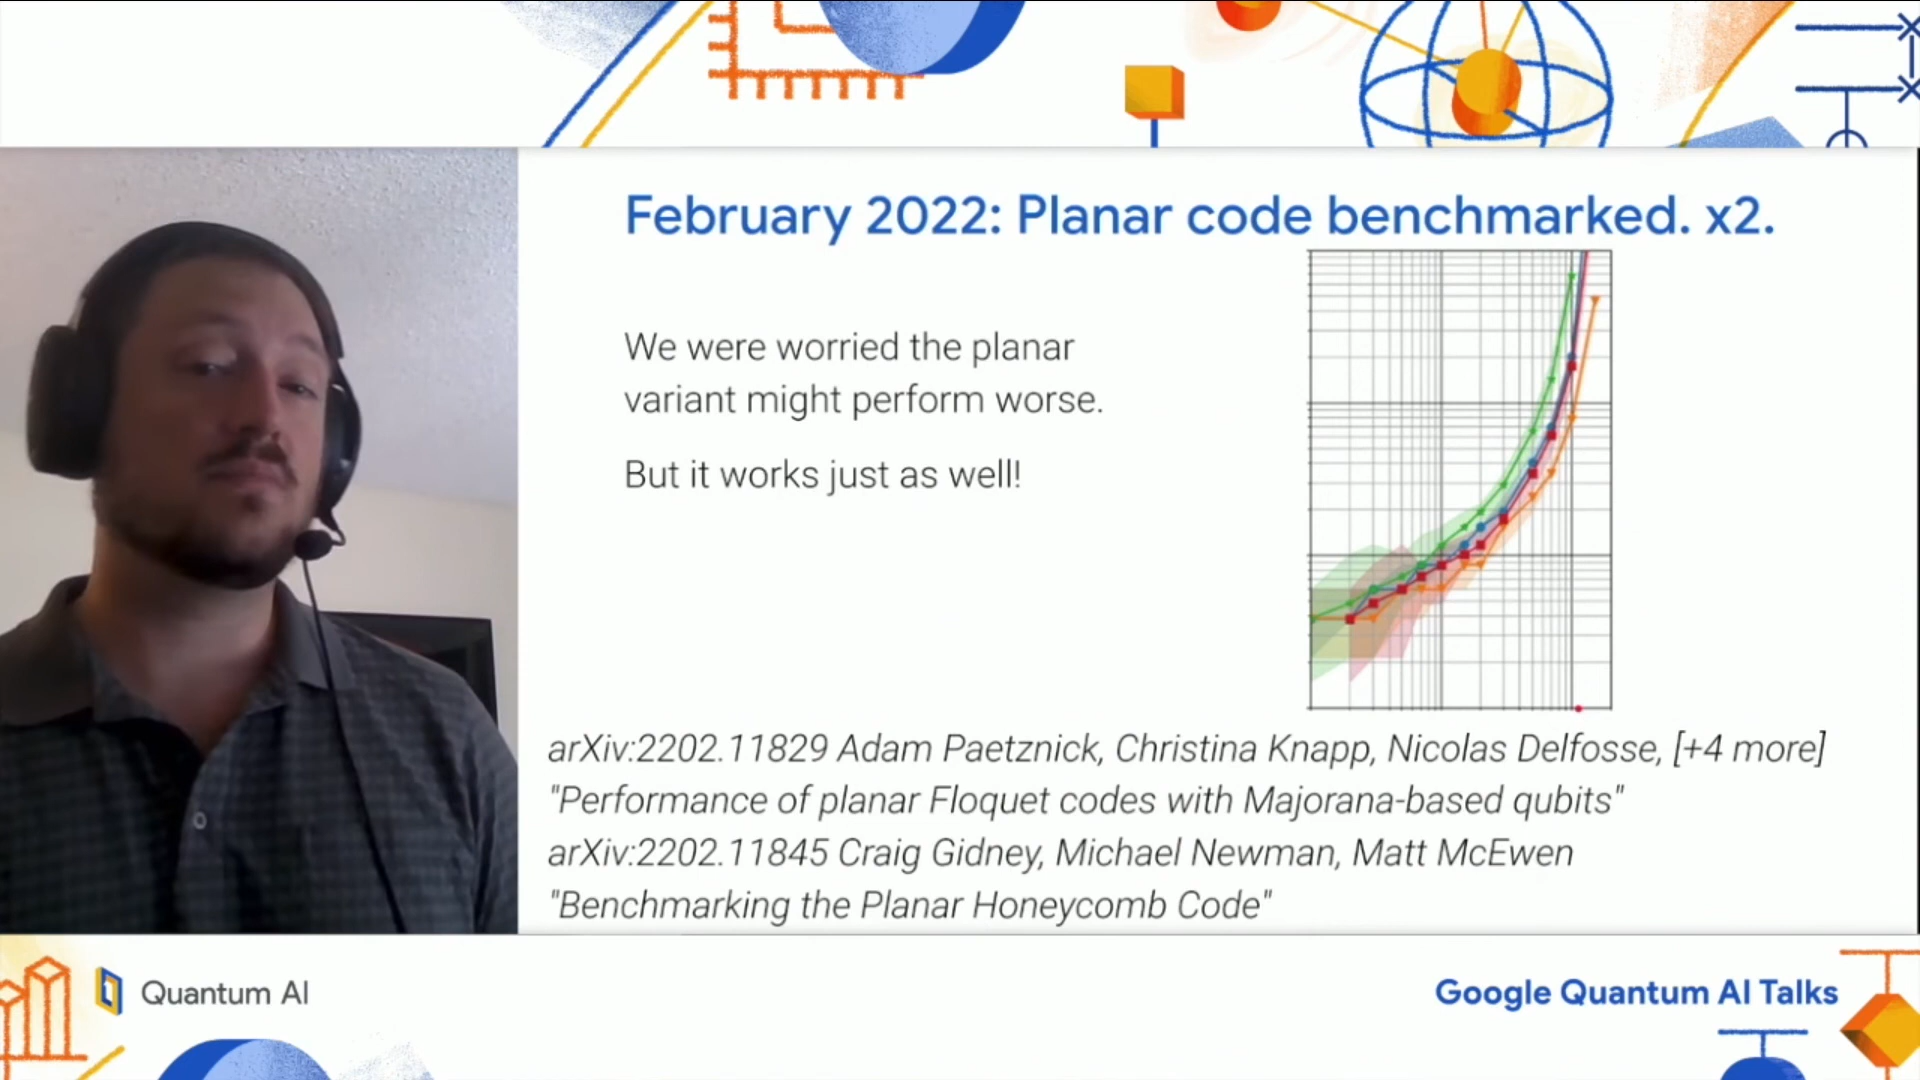 February 2022: Planar code benchmarked. x2.
We were worried the planar
variant might perform worse.
But it works just as well!
arXiv:2202.11829 Adam Paetznick, Christina Knapp, Nicolas Delfosse, [+4 more]
"Performance of planar Floquet codes with Majorana-based qubits"
arXiv:2202.11845 Craig Gidney, Michael Newman, Matt McEwen
"Benchmarking the Planar Honeycomb Code"
Quantum AI
Google Quantum AI Talks